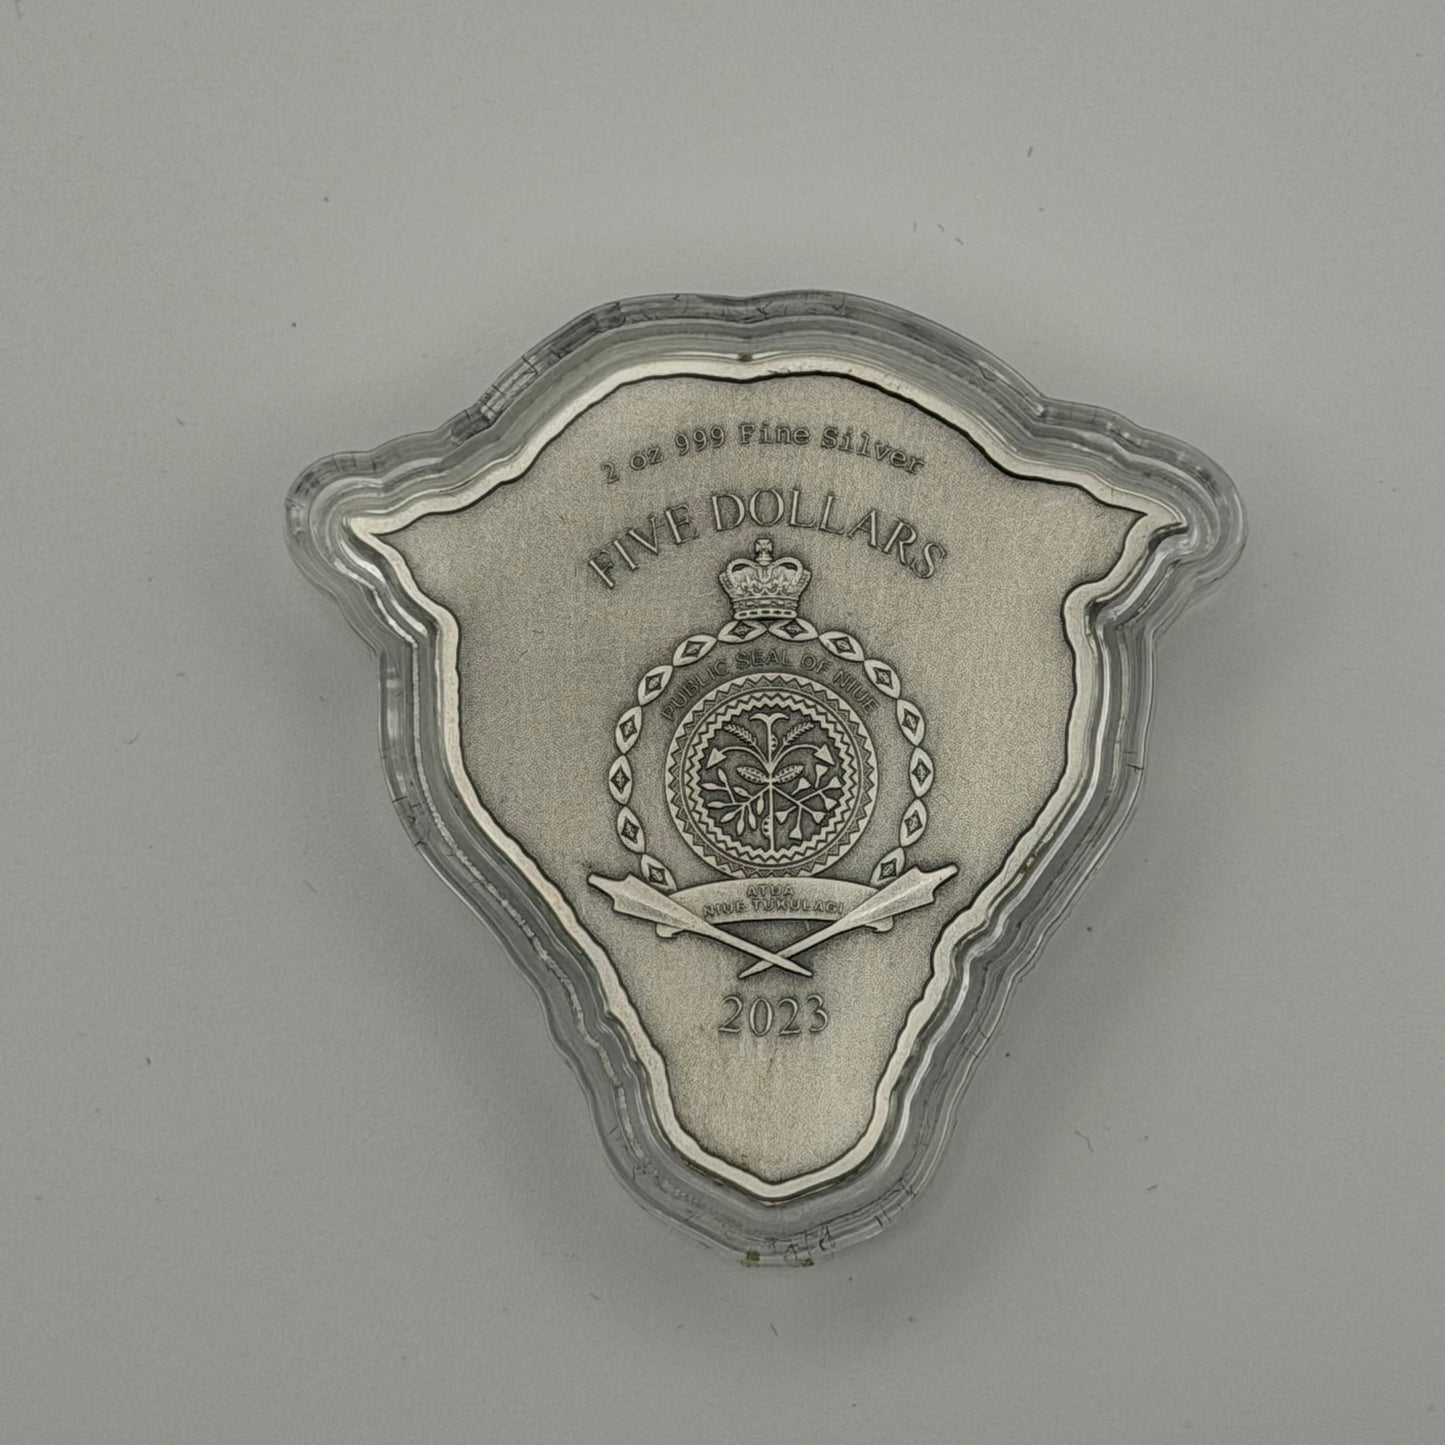 2 oz 999 Fine Silver
FIVE DOLLARS
PUBLIC SEAL OF NIUE
ATUA
NIUE TUKULAGI
2023